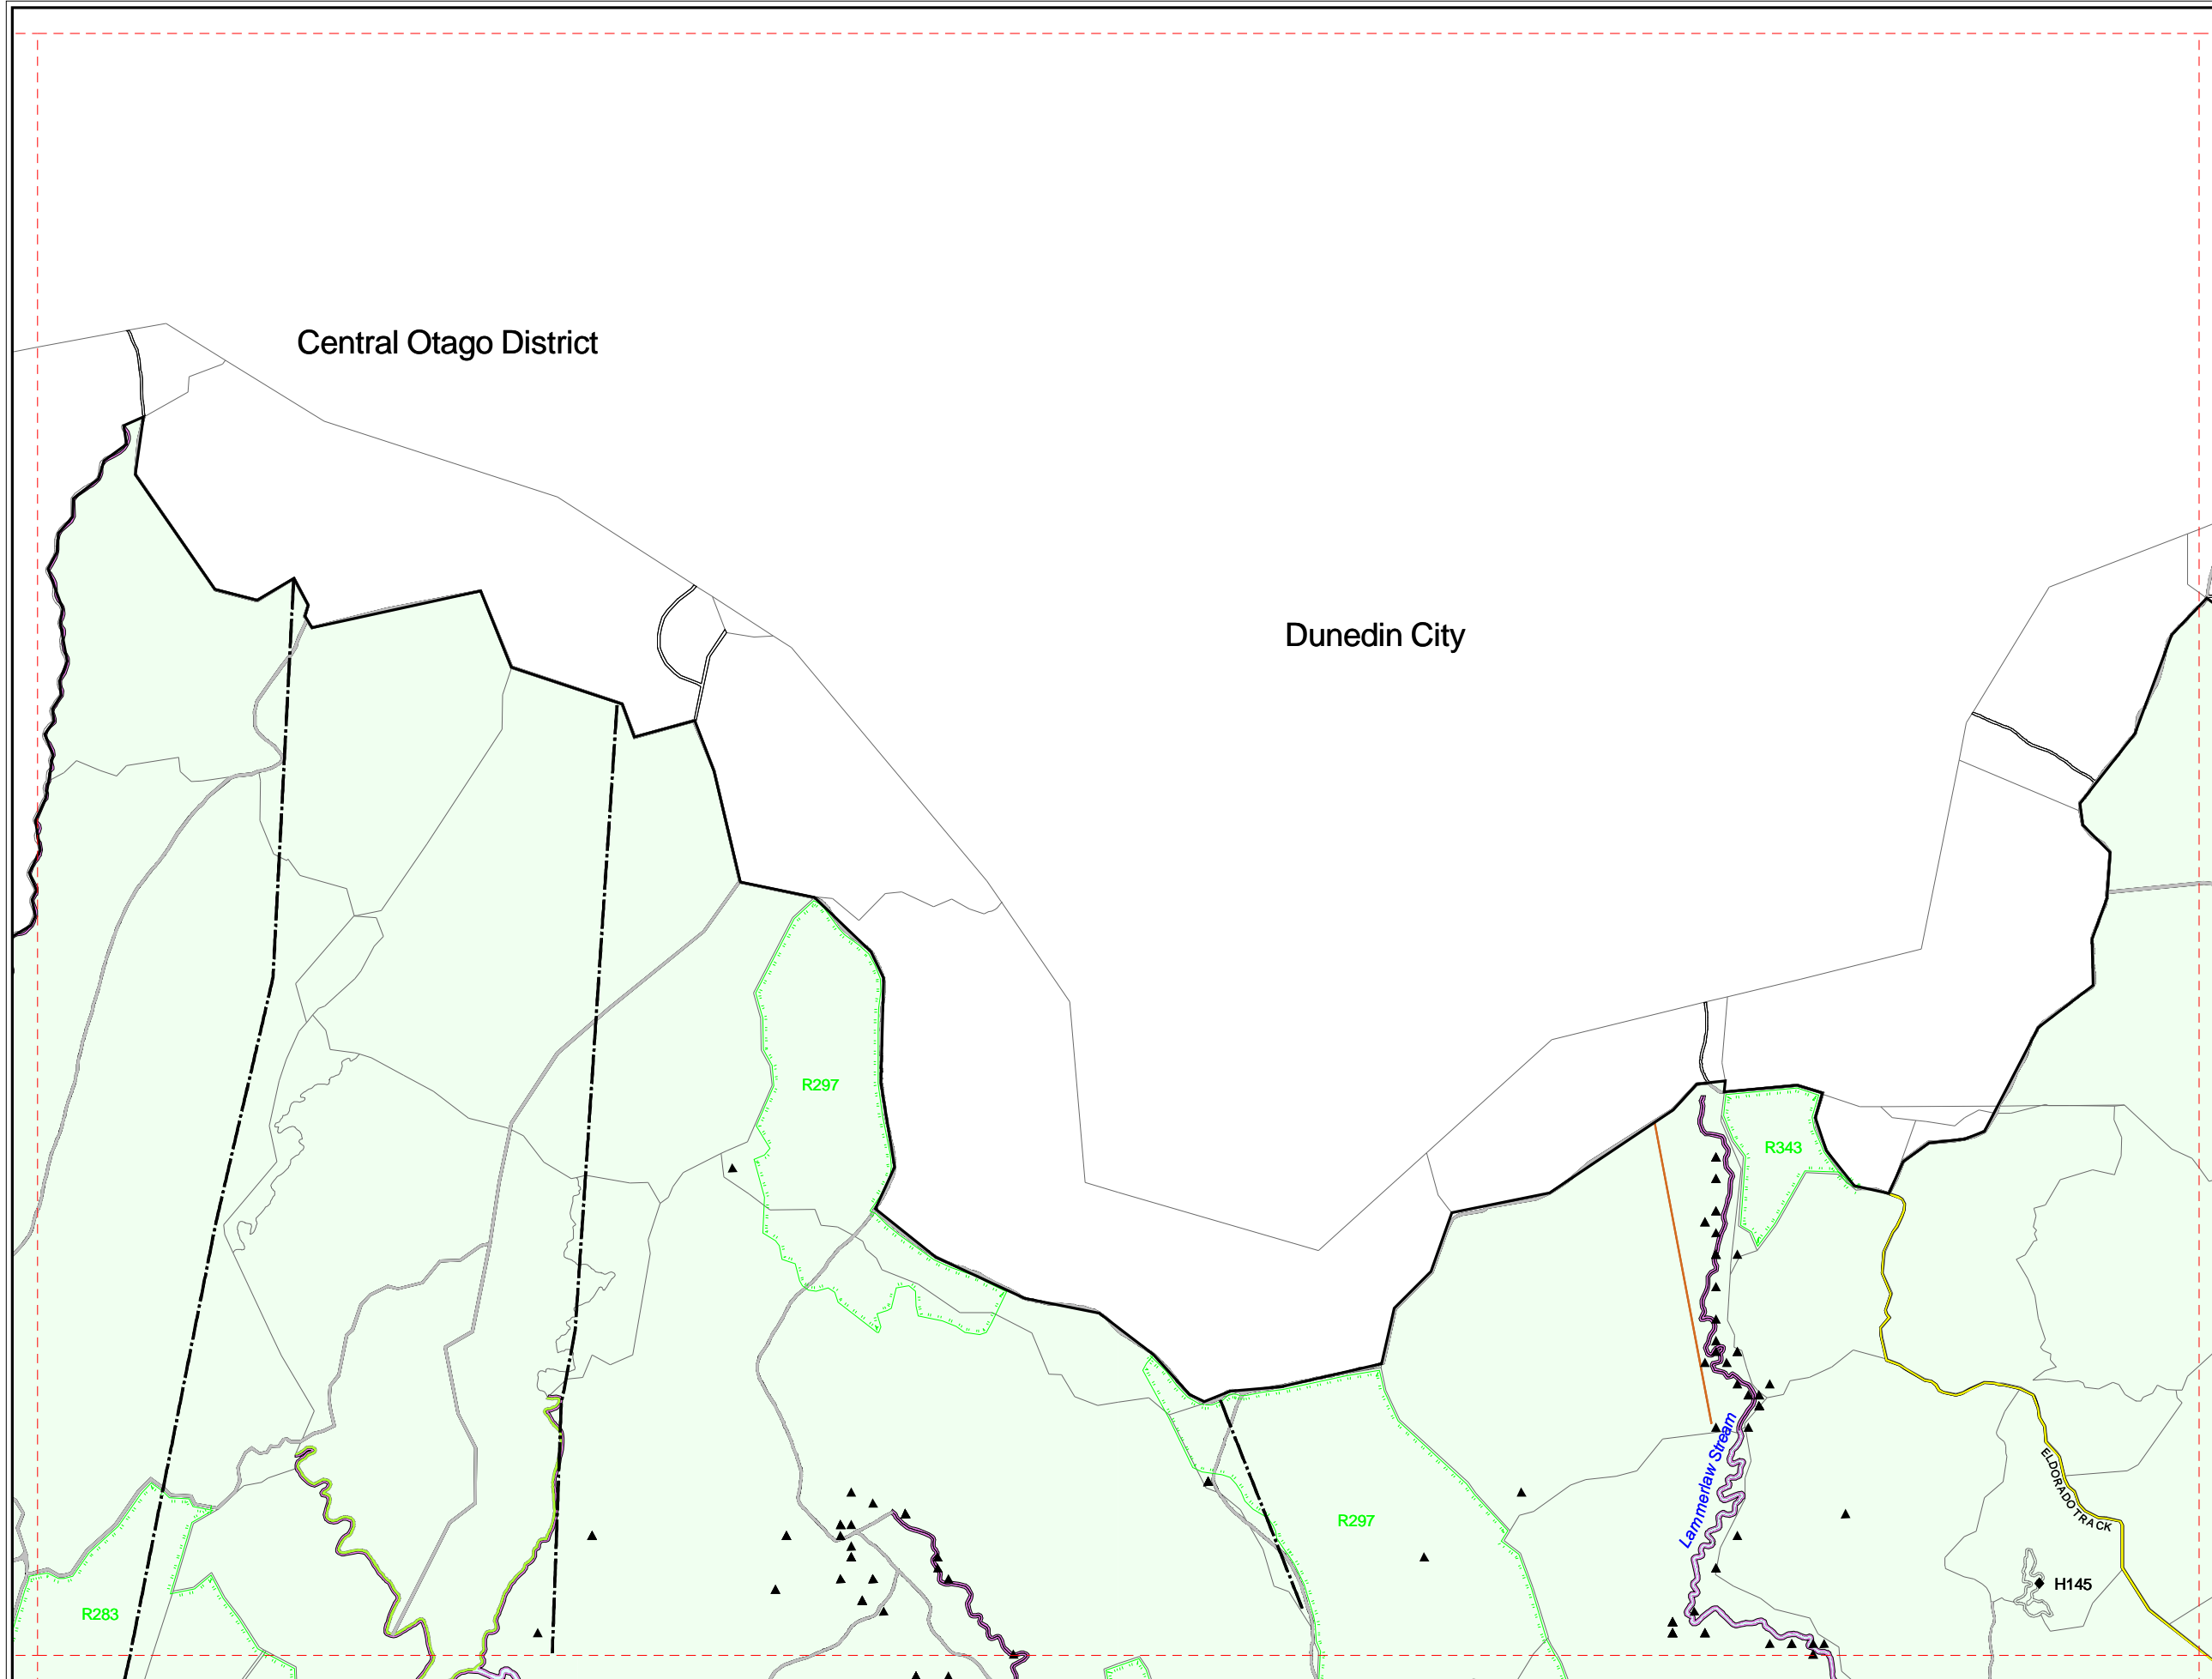 Central Otago District
Dunedin City
R297
R343
Lammerlaw Stream
R297
ELDORADO TRACK
H145
R283